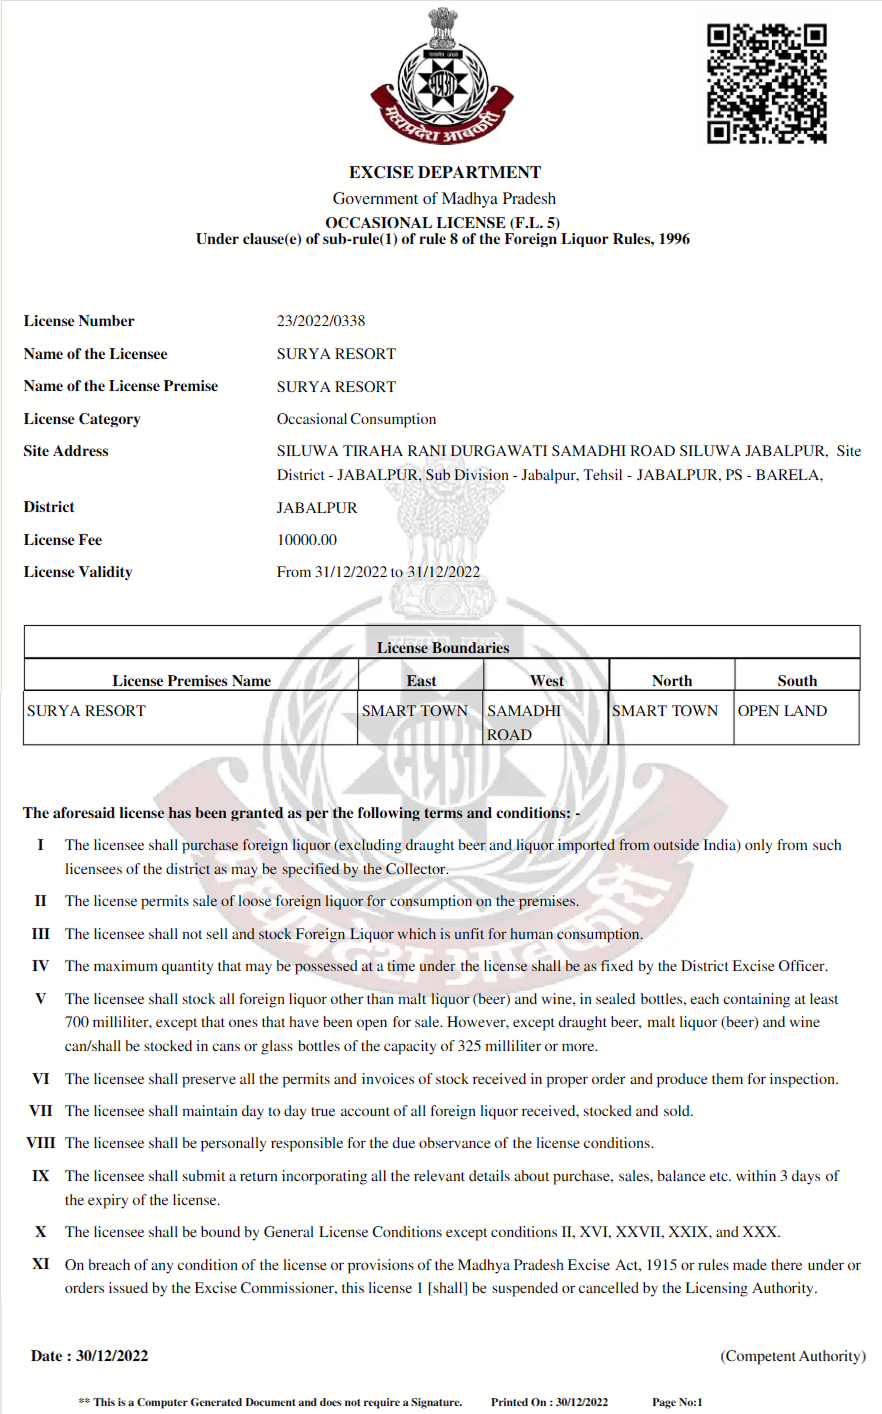 मध्यप्रदेश आबकारी
EXCISE DEPARTMENT
Government of Madhya Pradesh
OCCASIONAL LICENSE (F.L. 5)
Under clause(e) of sub-rule(1) of rule 8 of the Foreign Liquor Rules, 1996
License Number 23/2022/0338
Name of the Licensee SURYA RESORT
Name of the License Premise SURYA RESORT
License Category Occasional Consumption
Site Address SILUWA TIRAHA RANI DURGAWATI SAMADHI ROAD SILUWA JABALPUR, Site
District - JABALPUR, Sub Division - Jabalpur, Tehsil - JABALPUR, PS - BARELA,
District JABALPUR
License Fee 10000.00
License Validity From 31/12/2022 to 31/12/2022
License Boundaries
License Premises Name East West North South
SURYA RESORT SMART TOWN SAMADHI SMART TOWN OPEN LAND
ROAD
The aforesaid license has been granted as per the following terms and conditions: -
I The licensee shall purchase foreign liquor (excluding draught beer and liquor imported from outside India) only from such
licensees of the district as may be specified by the Collector.
II The license permits sale of loose foreign liquor for consumption on the premises.
III The licensee shall not sell and stock Foreign Liquor which is unfit for human consumption.
IV The maximum quantity that may be possessed at a time under the license shall be as fixed by the District Excise Officer.
V The licensee shall stock all foreign liquor other than malt liquor (beer) and wine, in sealed bottles, each containing at least
700 milliliter, except that ones that have been open for sale. However, except draught beer, malt liquor (beer) and wine
can/shall be stocked in cans or glass bottles of the capacity of 325 milliliter or more.
VI The licensee shall preserve all the permits and invoices of stock received in proper order and produce them for inspection.
VII The licensee shall maintain day to day true account of all foreign liquor received, stocked and sold.
VIII The licensee shall be personally responsible for the due observance of the license conditions.
IX The licensee shall submit a return incorporating all the relevant details about purchase, sales, balance etc. within 3 days of
the expiry of the license.
X The licensee shall be bound by General License Conditions except conditions II, XVI, XXVII, XXIX, and XXX.
XI On breach of any condition of the license or provisions of the Madhya Pradesh Excise Act, 1915 or rules made there under or
orders issued by the Excise Commissioner, this license 1 [shall] be suspended or cancelled by the Licensing Authority.
Date : 30/12/2022 (Competent Authority)
** This is a Computer Generated Document and does not require a Signature. Printed On : 30/12/2022 Page No:1